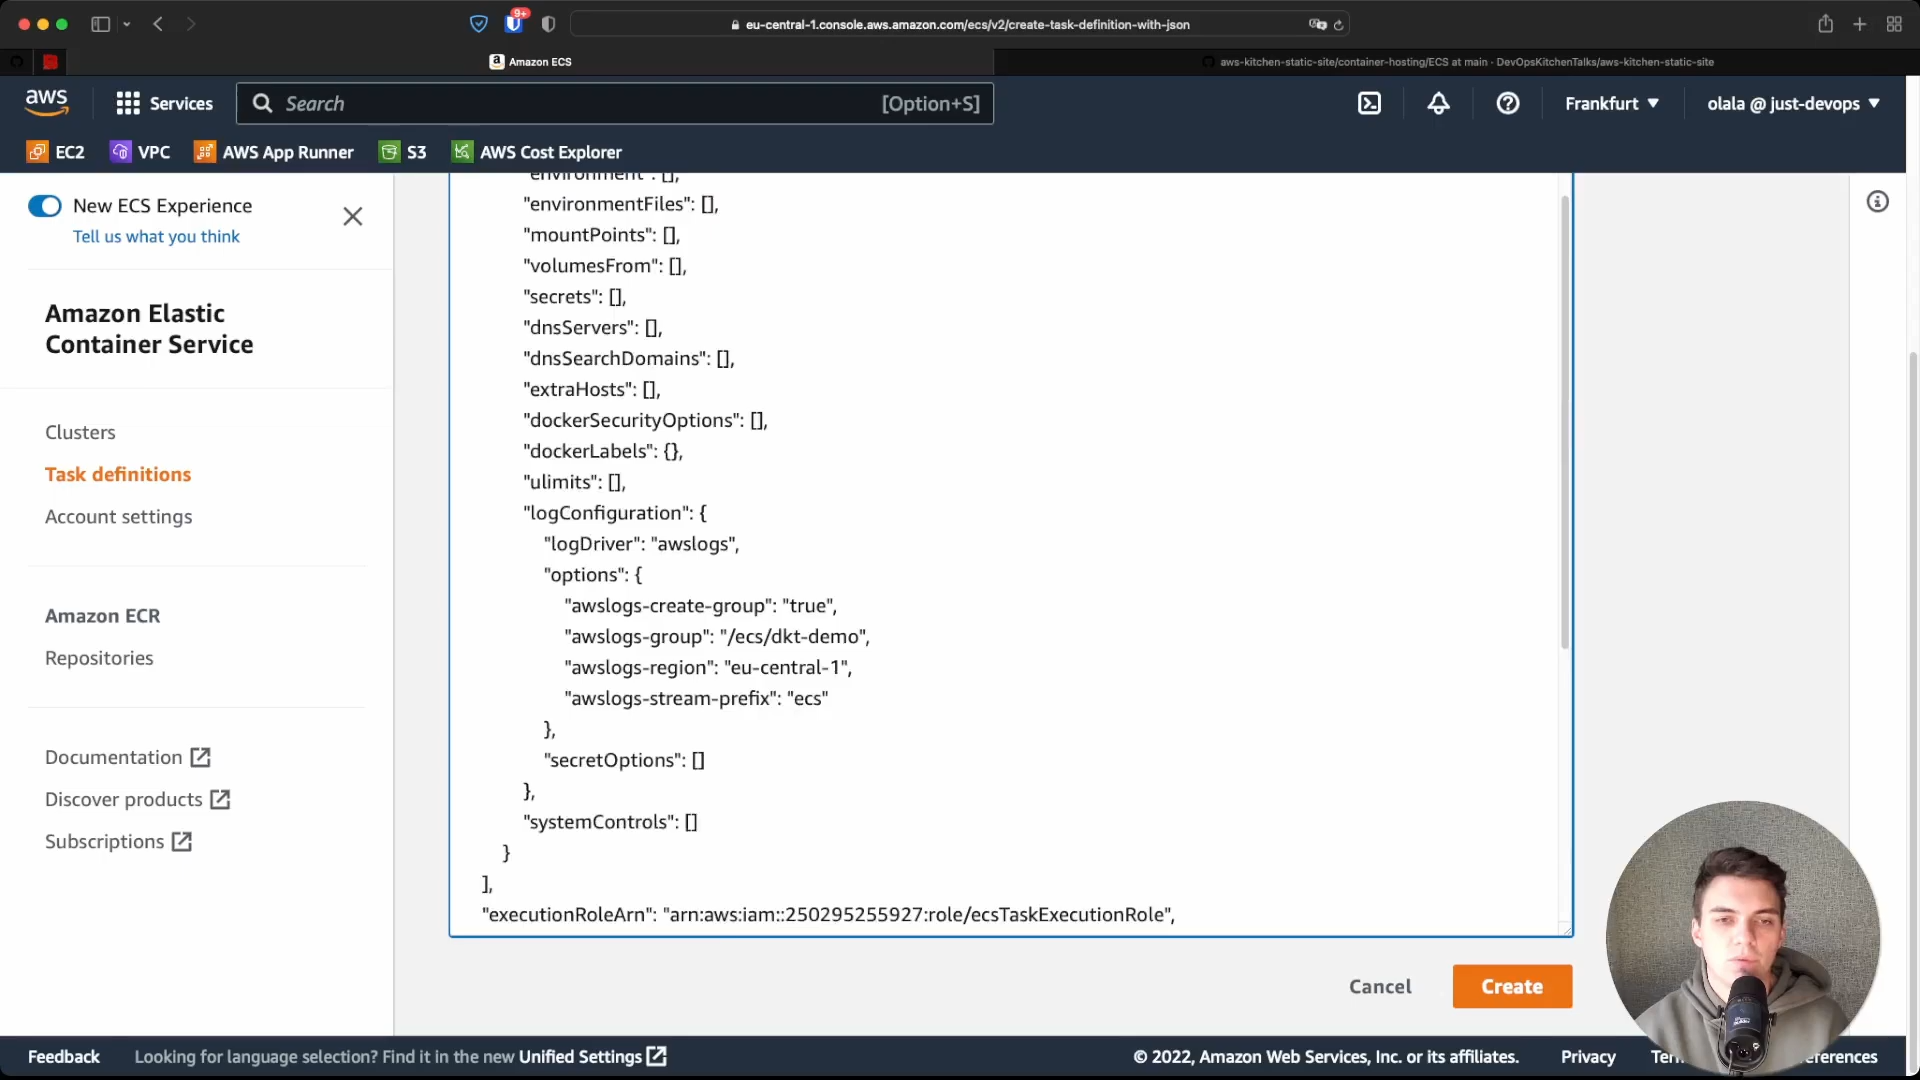 9+
eu-central-1.console.aws.amazon.com/ecs/v2/create-task-definition-with-json
Amazon ECS
aws-kitchen-static-site/container-hosting/ECS at main · DevOpsKitchenTalks/aws-kitchen-static-site
aws
Services
Search
[Option+S]
Frankfurt
olala @ just-devops
EC2
VPC
AWS App Runner
S3
AWS Cost Explorer
New ECS Experience
Tell us what you think
Amazon Elastic
Container Service
Clusters
Task definitions
Account settings
Amazon ECR
Repositories
Documentation
Discover products
Subscriptions
"environment": [],
"environmentFiles": [],
"mountPoints": [],
"volumesFrom": [],
"secrets": [],
"dnsServers": [],
"dnsSearchDomains": [],
"extraHosts": [],
"dockerSecurityOptions": [],
"dockerLabels": {},
"ulimits": [],
"logConfiguration": {
"logDriver": "awslogs",
"options": {
"awslogs-create-group": "true",
"awslogs-group": "/ecs/dkt-demo",
"awslogs-region": "eu-central-1",
"awslogs-stream-prefix": "ecs"
},
"secretOptions": []
},
"systemControls": []
}
],
"executionRoleArn": "arn:aws:iam::250295255927:role/ecsTaskExecutionRole",
Cancel
Create
Feedback
Looking for language selection? Find it in the new Unified Settings
© 2022, Amazon Web Services, Inc. or its affiliates.
Privacy